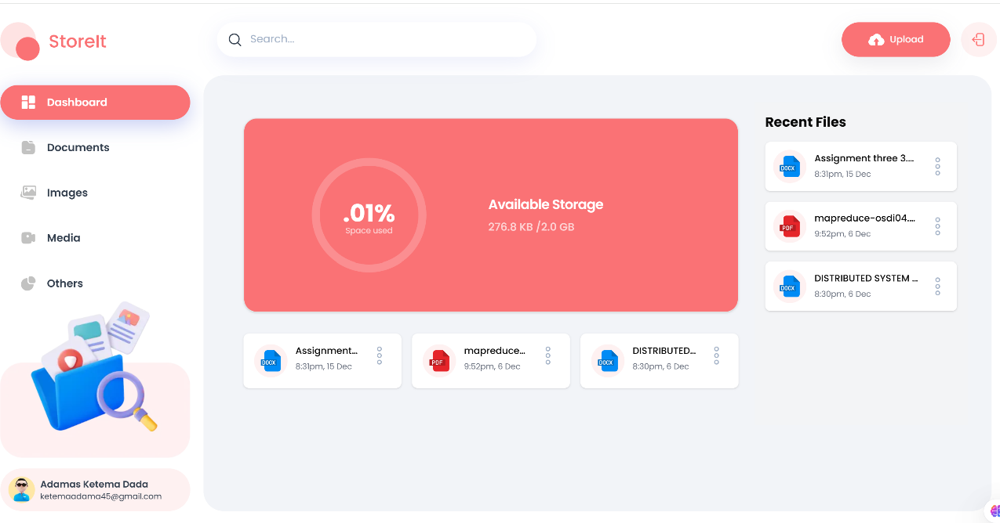 StoreIt
Search...
Upload
Dashboard
Documents
Images
Media
Others
Adamas Ketema Dada
ketemaadama45@gmail.com
.01%
Space used
Available Storage
276.8 KB /2.0 GB
DOCX
Assignment...
8:31pm, 15 Dec
PDF
mapreduce...
9:52pm, 6 Dec
DOCX
DISTRIBUTED...
8:30pm, 6 Dec
Recent Files
DOCX
Assignment three 3....
8:31pm, 15 Dec
PDF
mapreduce-osdi04....
9:52pm, 6 Dec
DOCX
DISTRIBUTED SYSTEM ...
8:30pm, 6 Dec